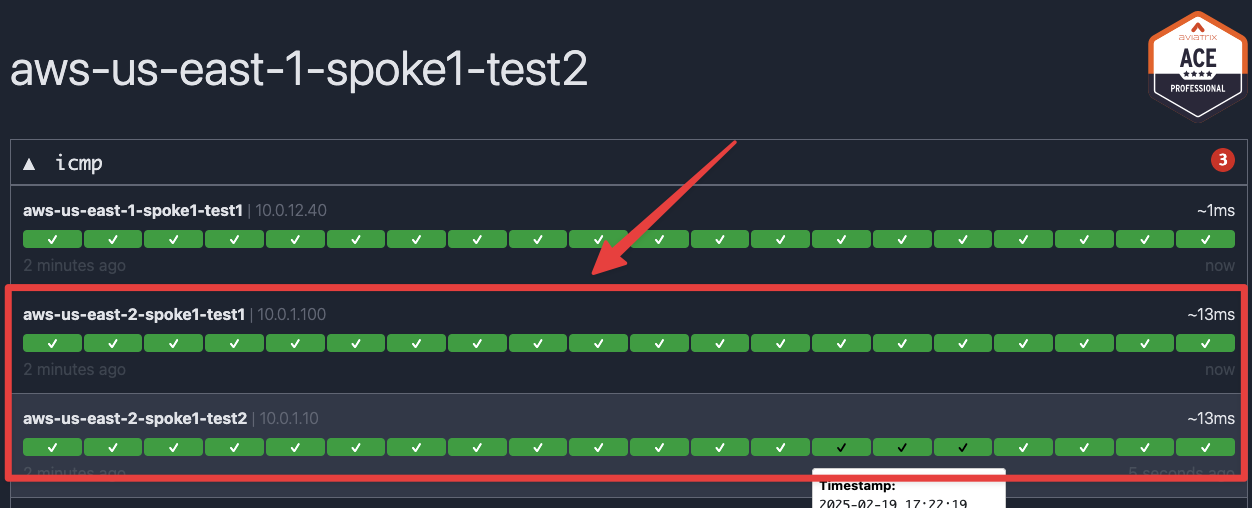 aws-us-east-1-spoke1-test2
aviatrix
ACE
PROFESSIONAL
▲ icmp
3
aws-us-east-1-spoke1-test1 | 10.0.12.40
~1ms
2 minutes ago
now
aws-us-east-2-spoke1-test1 | 10.0.1.100
~13ms
2 minutes ago
now
aws-us-east-2-spoke1-test2 | 10.0.1.10
~13ms
2 minutes ago
5 seconds ago
Timestamp:
2025-02-19 17:22:19